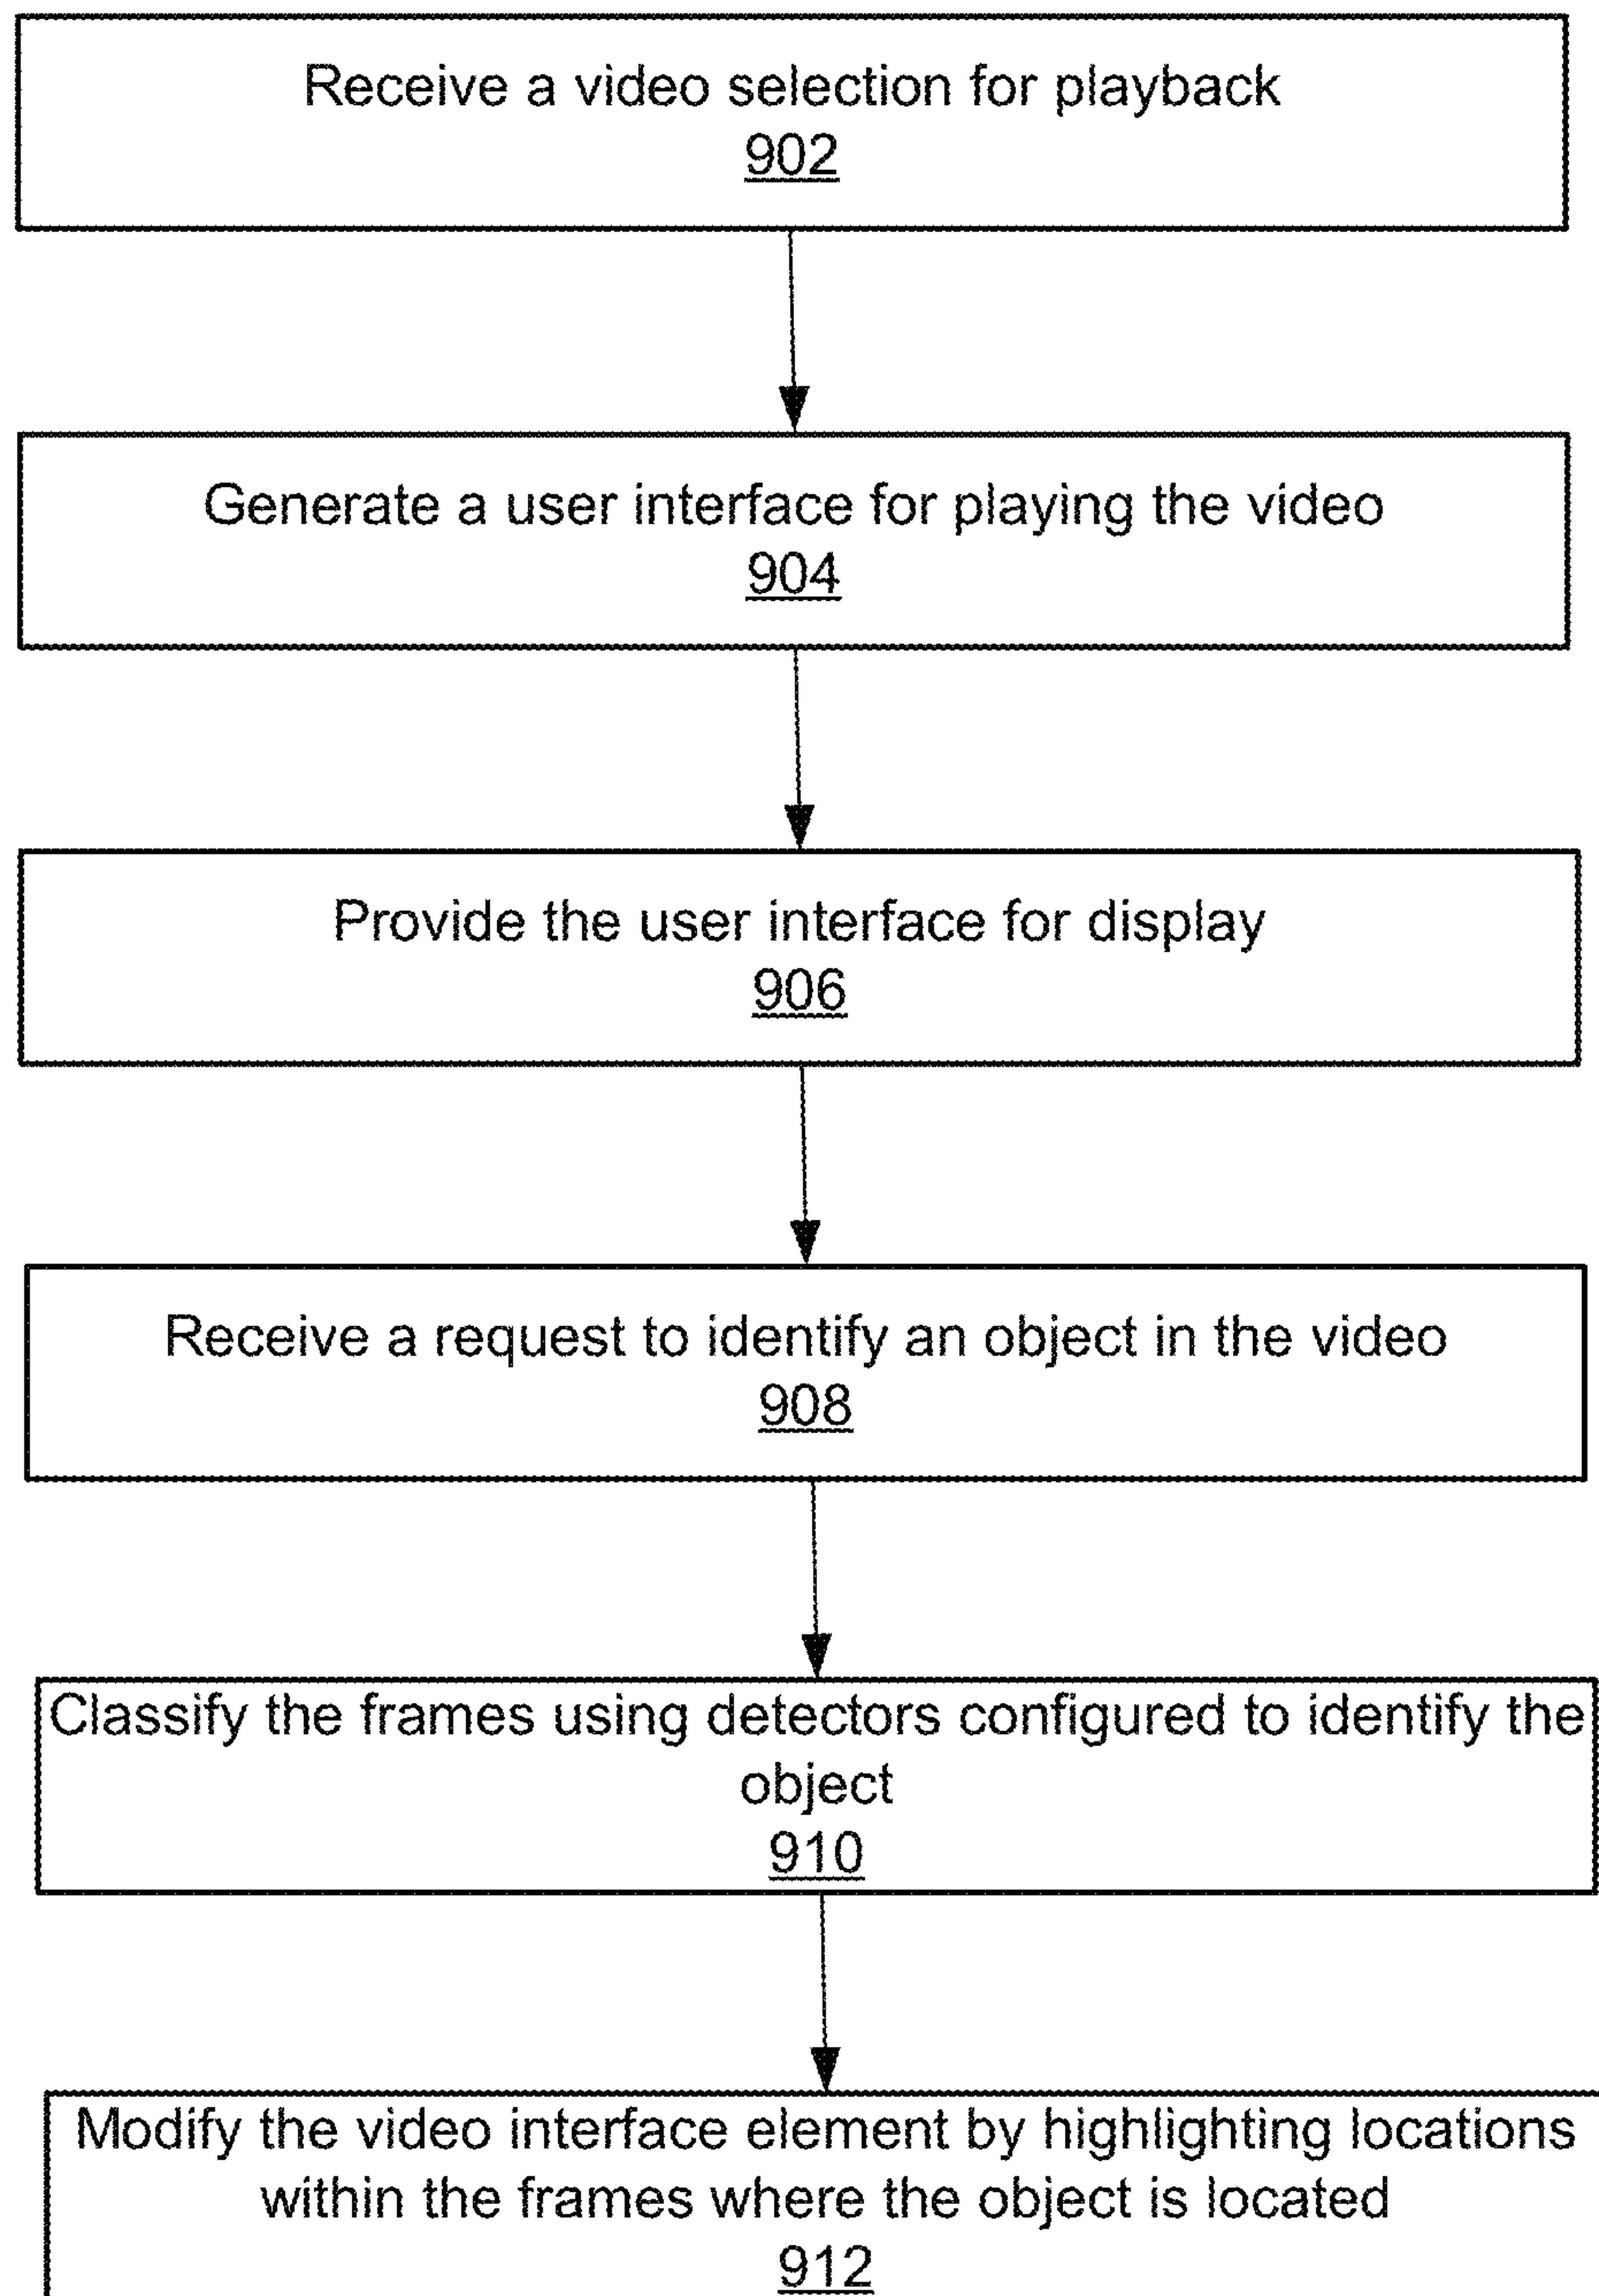 Receive a video selection for playback
902
Generate a user interface for playing the video
904
Provide the user interface for display
906
Receive a request to identify an object in the video
908
Classify the frames using detectors configured to identify the
object
910
Modify the video interface element by highlighting locations
within the frames where the object is located
912